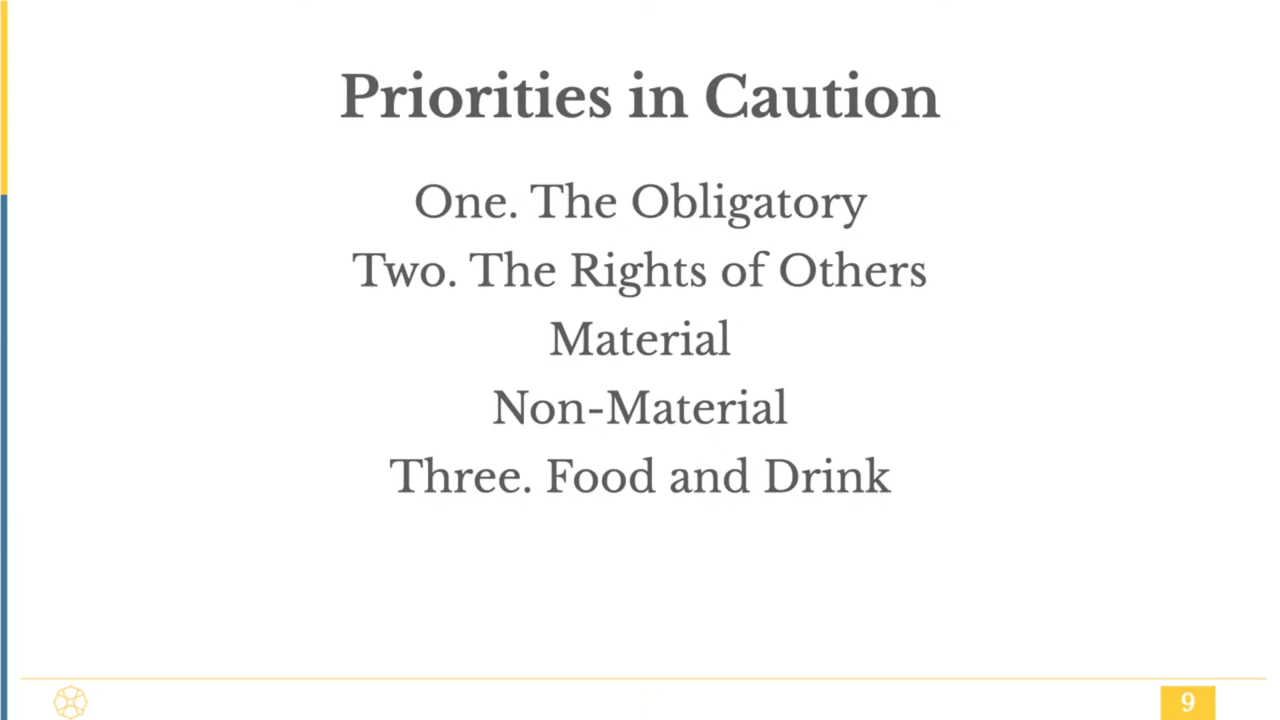 Priorities in Caution
One. The Obligatory
Two. The Rights of Others
Material
Non-Material
Three. Food and Drink
9